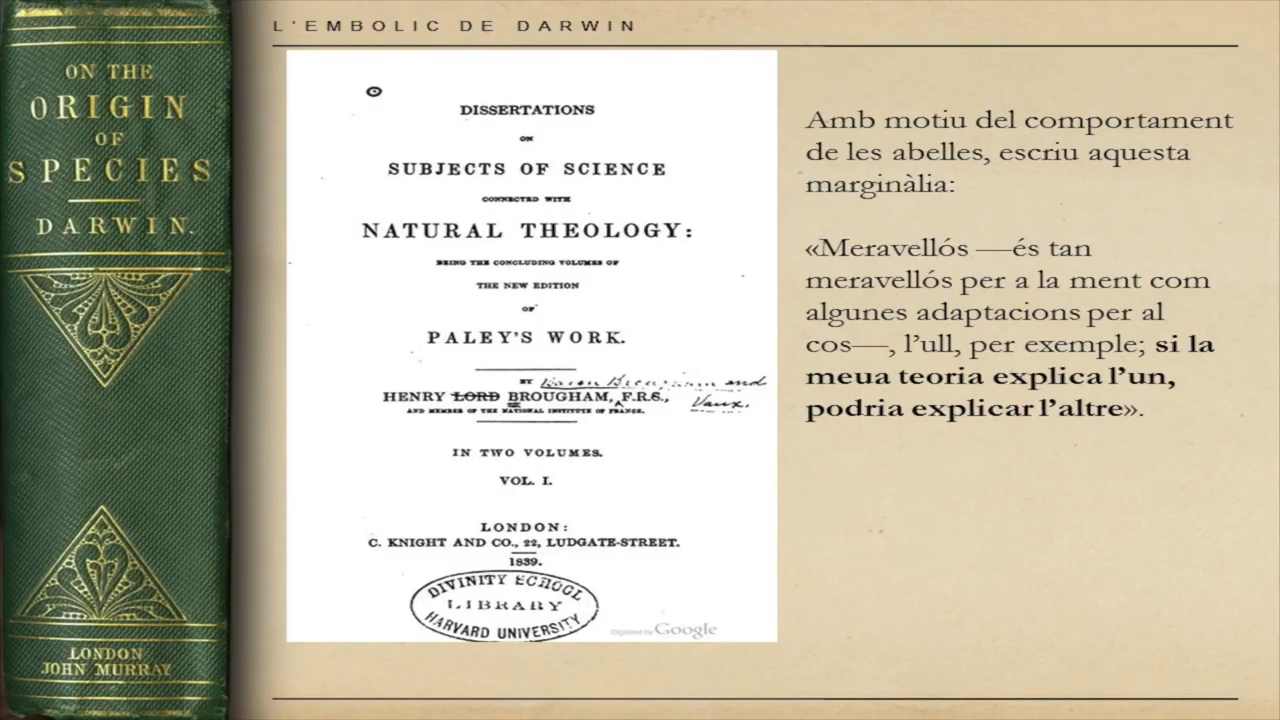 ON THE
ORIGIN
OF
SPECIES
DARWIN.
LONDON
JOHN MURRAY
L'EMBOLIC DE DARWIN
DISSERTATIONS
ON
SUBJECTS OF SCIENCE
CONNECTED WITH
NATURAL THEOLOGY:
BEING THE CONCLUDING VOLUMES OF
THE NEW EDITION
OF
PALEY'S WORK.
BY Baron Brougham and
HENRY LORD BROUGHAM, F.R.S., Vaux.
AND MEMBER OF THE NATIONAL INSTITUTE OF FRANCE.
IN TWO VOLUMES.
VOL. I.
LONDON:
C. KNIGHT AND CO., 22, LUDGATE-STREET.
1839.
DIVINITY SCHOOL
LIBRARY
HARVARD UNIVERSITY
Digitized by Google
Amb motiu del comportament
de les abelles, escriu aquesta
marginàlia:
«Meravellós —és tan
meravellós per a la ment com
algunes adaptacions per al
cos—, l'ull, per exemple; si la
meua teoria explica l'un,
podria explicar l'altre».